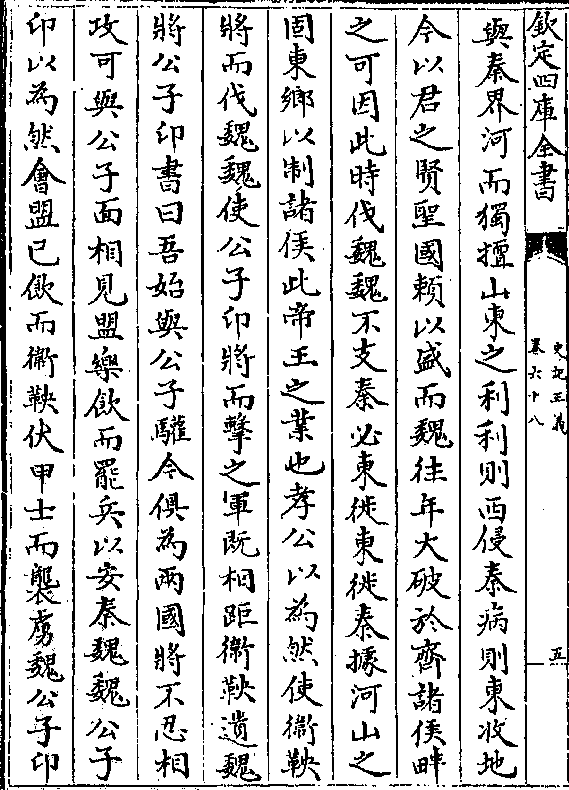 欽定四庫全書
史記正義
卷六十八
五
與秦界河而獨擅山東之利利則西侵秦病則東收地
今以君之賢聖國頼以盛而魏往年大破於齊諸侯畔
之可因此時伐魏魏不支秦必東徙東徙秦據河山之
固東鄉以制諸侯此帝王之業也孝公以為然使衛鞅
將而伐魏魏使公子卬將而擊之軍既相距衛鞅遺魏
將公子卬書曰吾始與公子驩今俱為兩國將不忍相
攻可與公子面相見盟樂飲而罷兵以安秦魏魏公子
卬以為然會盟已飲而衛鞅伏甲士而襲虜魏公子卬